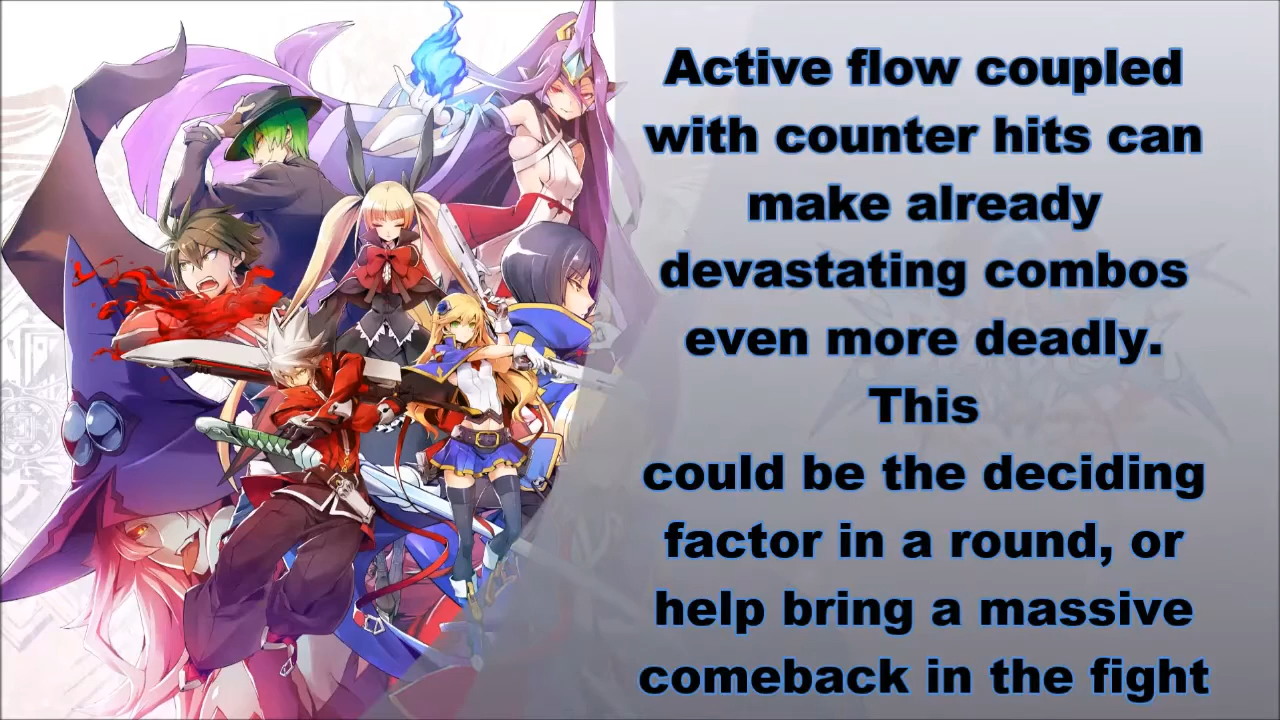 Active flow coupled
with counter hits can
make already
devastating combos
even more deadly.
This
could be the deciding
factor in a round, or
help bring a massive
comeback in the fight